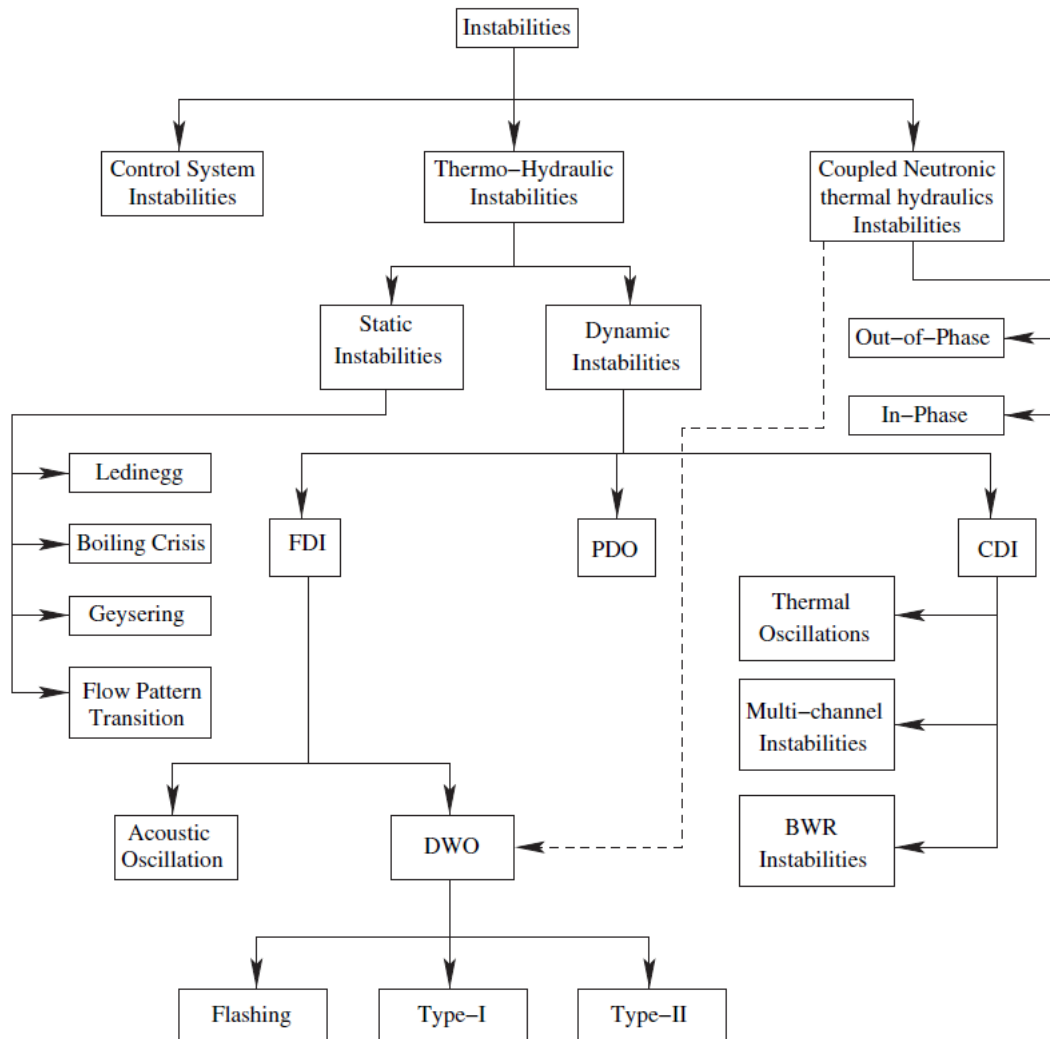 Instabilities
Control System
Instabilities
Thermo−Hydraulic
Instabilities
Coupled Neutronic
thermal hydraulics
Instabilities
Static
Instabilities
Dynamic
Instabilities
Out−of−Phase
In−Phase
Ledinegg
Boiling Crisis
Geysering
Flow Pattern
Transition
FDI
PDO
CDI
Thermal
Oscillations
Multi−channel
Instabilities
BWR
Instabilities
Acoustic
Oscillation
DWO
Flashing
Type−I
Type−II